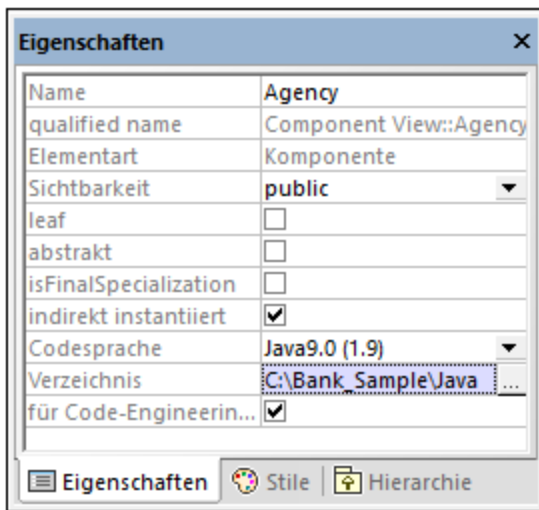 Eigenschaften
Name Agency
qualified name Component View::Agency
Elementart Komponente
Sichtbarkeit public
leaf
abstrakt
isFinalSpecialization
indirekt instantiiert
Codesprache Java9.0 (1.9)
Verzeichnis C:\Bank_Sample\Java ...
für Code-Engineerin...
Eigenschaften Stile Hierarchie